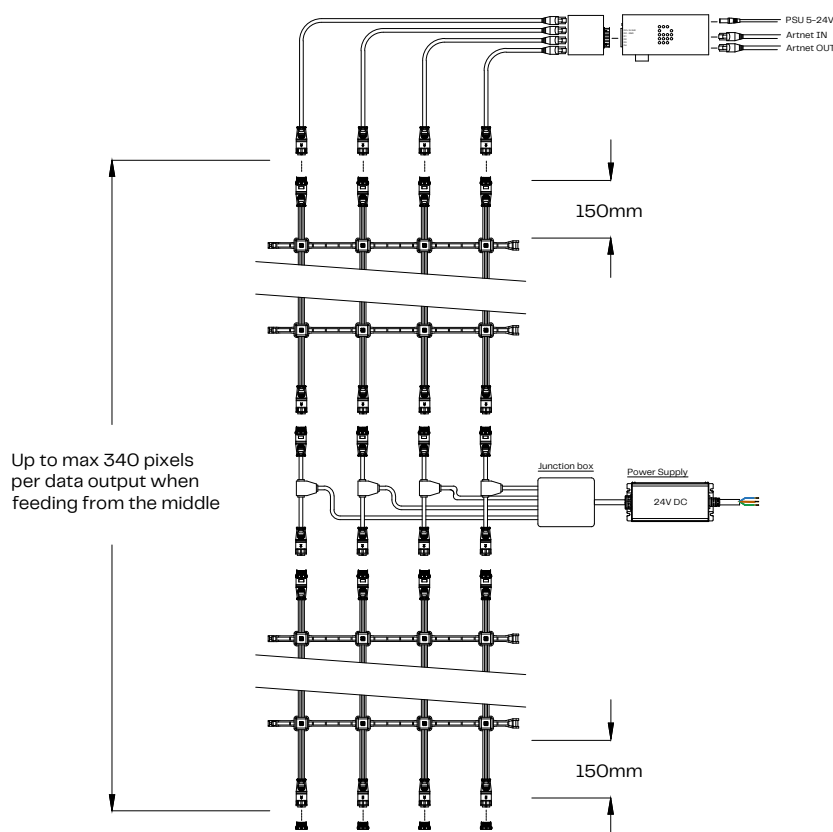 PSU 5-24V
Artnet IN
Artnet OUT
150mm
Up to max 340 pixels
per data output when
feeding from the middle
Junction box
Power Supply
24V DC
150mm